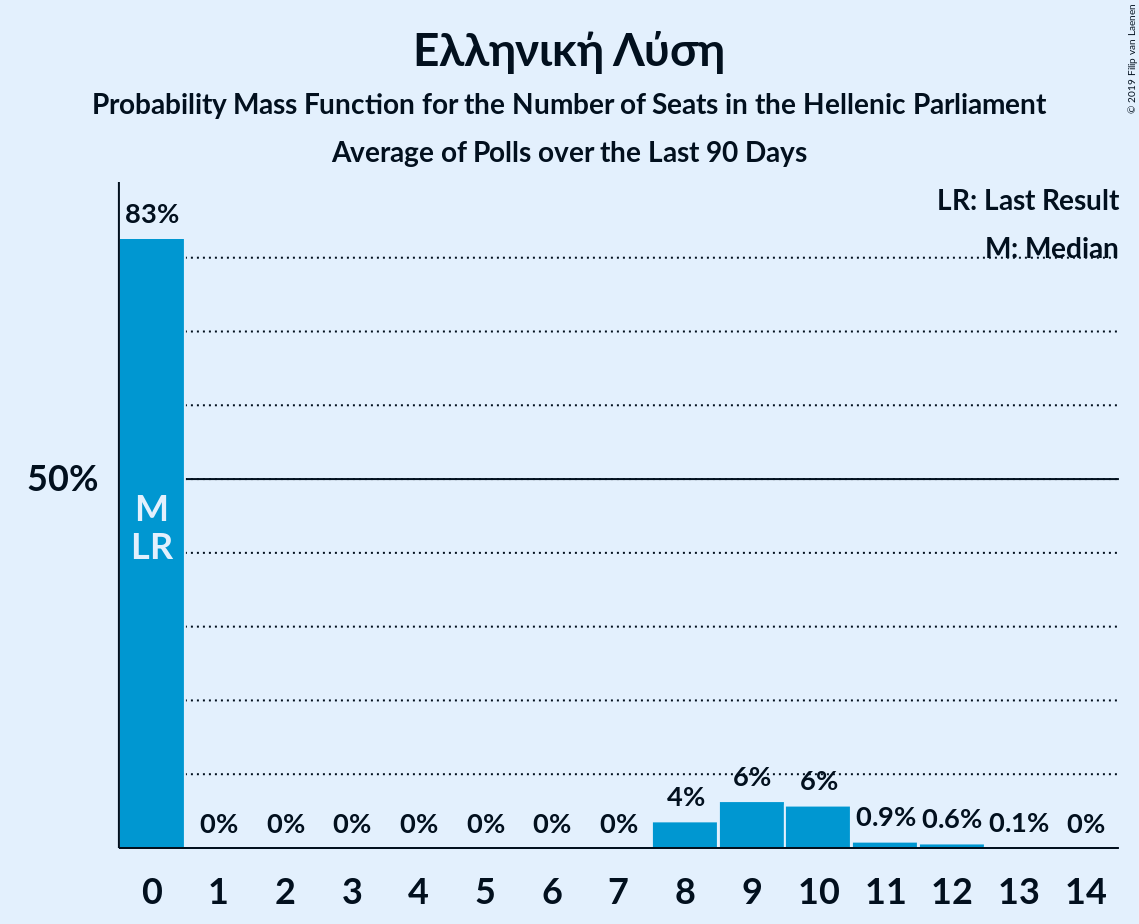 Ελληνική Λύση
Probability Mass Function for the Number of Seats in the Hellenic Parliament
Average of Polls over the Last 90 Days
© 2019 Filip van Laenen
LR: Last Result
M: Median
83%
50%
M
LR
0% 0% 0% 0% 0% 0% 0% 4% 6% 6% 0.9% 0.6% 0.1% 0%
0 1 2 3 4 5 6 7 8 9 10 11 12 13 14